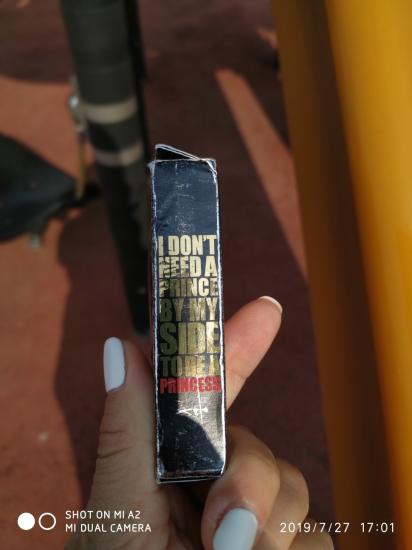 I DON'T
NEED A
PRINCE
BY MY
SIDE
TO BE A
PRINCESS
SHOT ON MI A2
MI DUAL CAMERA
2019/7/27 17:01